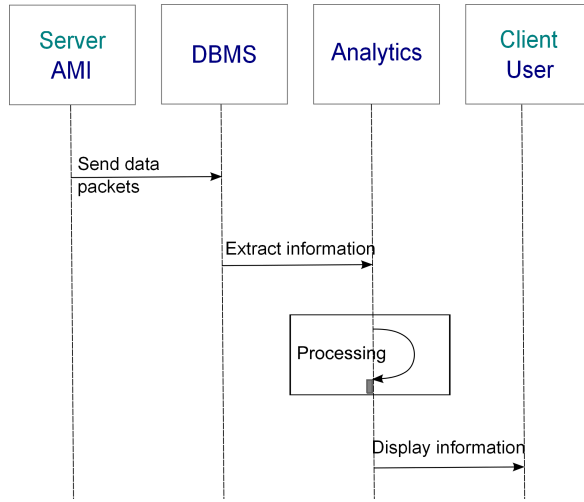 Server
AMI
DBMS
Analytics
Client
User
Send data
packets
Extract information
Processing
Display information